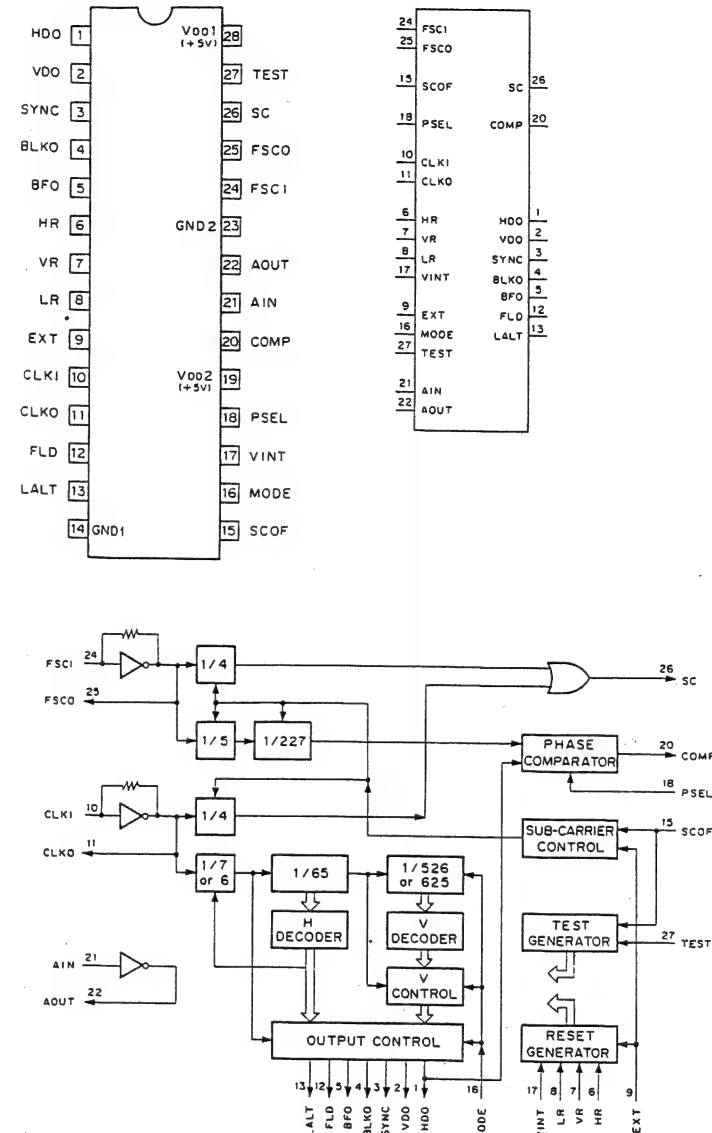 HDO 1
VDO 2
SYNC 3
BLKO 4
BFO 5
HR 6
VR 7
LR 8
EXT 9
CLKI 10
CLKO 11
FLD 12
LALT 13
14 GND1
VDD1 28
(+5V)
27 TEST
26 SC
25 FSCO
24 FSCI
GND2 23
22 AOUT
21 AIN
20 COMP
VDD2 19
(+5V)
18 PSEL
17 VINT
16 MODE
15 SCOF
24 FSCI
25 FSCO
15 SCOF
18 PSEL
10 CLKI
11 CLKO
6 HR
7 VR
8 LR
17 VINT
9 EXT
16 MODE
27 TEST
21 AIN
22 AOUT
SC 26
COMP 20
HDO 1
VDO 2
SYNC 3
BLKO 4
BFO 5
FLD 12
LALT 13
FSCI 24
1/4
26 SC
FSCO 25
1/5
1/227
PHASE
COMPARATOR
20 COMP
18 PSEL
CLKI 10
1/4
CLKO 11
SUB-CARRIER
CONTROL
15 SCOF
1/7
or 6
1/65
1/526
or 625
H
DECODER
V
DECODER
TEST
GENERATOR
27 TEST
AIN 21
AOUT 22
V
CONTROL
OUTPUT CONTROL
RESET
GENERATOR
13 12 5 4 3 2 1 16 17 8 7 6 9
LALT
FLD
BFO
BLKO
SYNC
VDO
HDO
ODE
VINT
LR
VR
HR
EXT